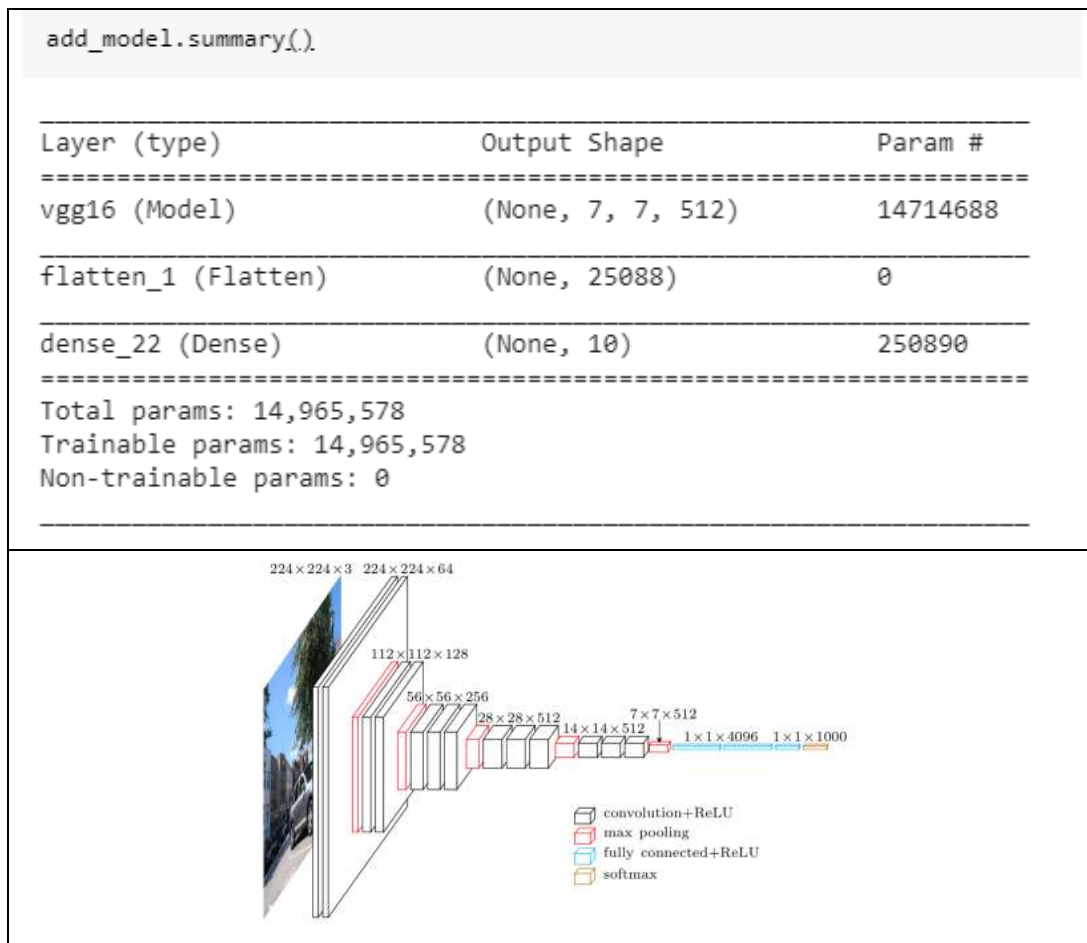 add_model.summary()
Layer (type) Output Shape Param #
=================================================================
vgg16 (Model) (None, 7, 7, 512) 14714688
flatten_1 (Flatten) (None, 25088) 0
dense_22 (Dense) (None, 10) 250890
=================================================================
Total params: 14,965,578
Trainable params: 14,965,578
Non-trainable params: 0
224×224×3 224×224×64
112×112×128
56×56×256
28×28×512
14×14×512
7×7×512
1×1×4096 1×1×1000
convolution+ReLU
max pooling
fully connected+ReLU
softmax